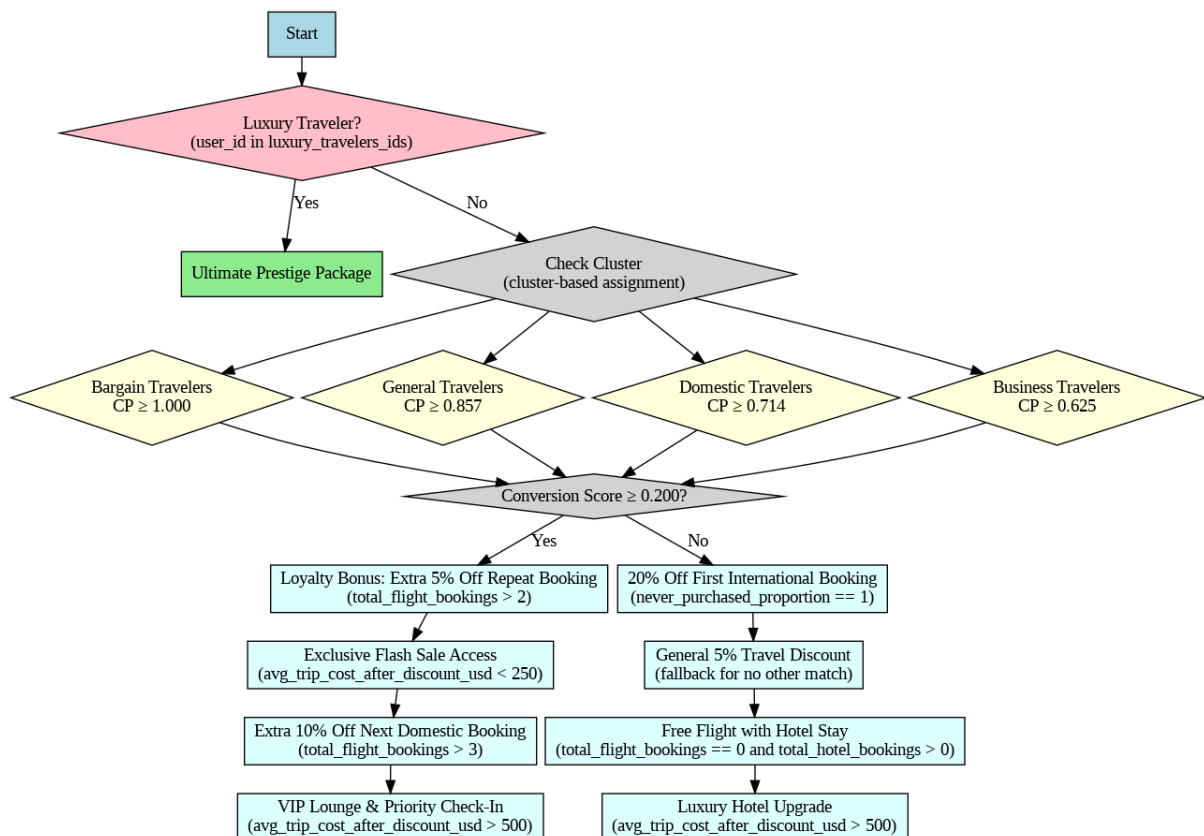 Start
Luxury Traveler?
(user_id in luxury_travelers_ids)
Yes
No
Ultimate Prestige Package
Check Cluster
(cluster-based assignment)
Bargain Travelers
CP ≥ 1.000
General Travelers
CP ≥ 0.857
Domestic Travelers
CP ≥ 0.714
Business Travelers
CP ≥ 0.625
Conversion Score ≥ 0.200?
Yes
No
Loyalty Bonus: Extra 5% Off Repeat Booking
(total_flight_bookings > 2)
20% Off First International Booking
(never_purchased_proportion == 1)
Exclusive Flash Sale Access
(avg_trip_cost_after_discount_usd < 250)
General 5% Travel Discount
(fallback for no other match)
Extra 10% Off Next Domestic Booking
(total_flight_bookings > 3)
Free Flight with Hotel Stay
(total_flight_bookings == 0 and total_hotel_bookings > 0)
VIP Lounge & Priority Check-In
(avg_trip_cost_after_discount_usd > 500)
Luxury Hotel Upgrade
(avg_trip_cost_after_discount_usd > 500)